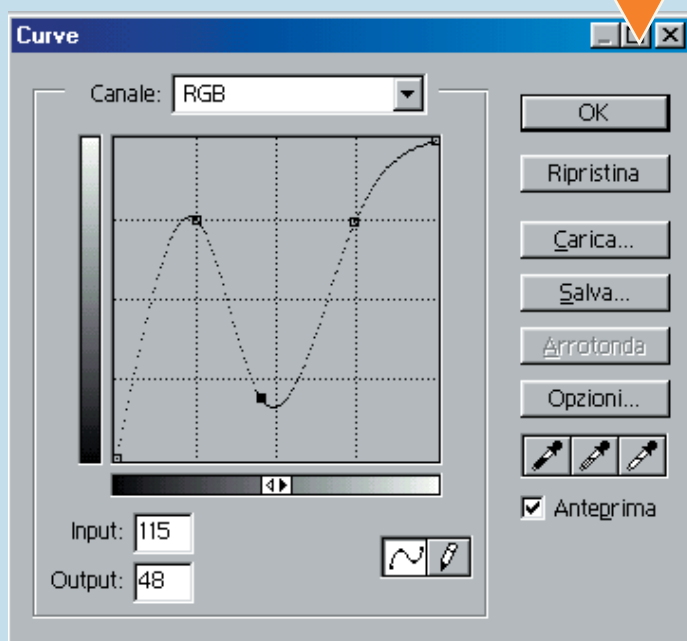 Curve
Canale: RGB
OK
Ripristina
Carica...
Salva...
Arrotonda
Opzioni...
Anteprima
Input: 115
Output: 48